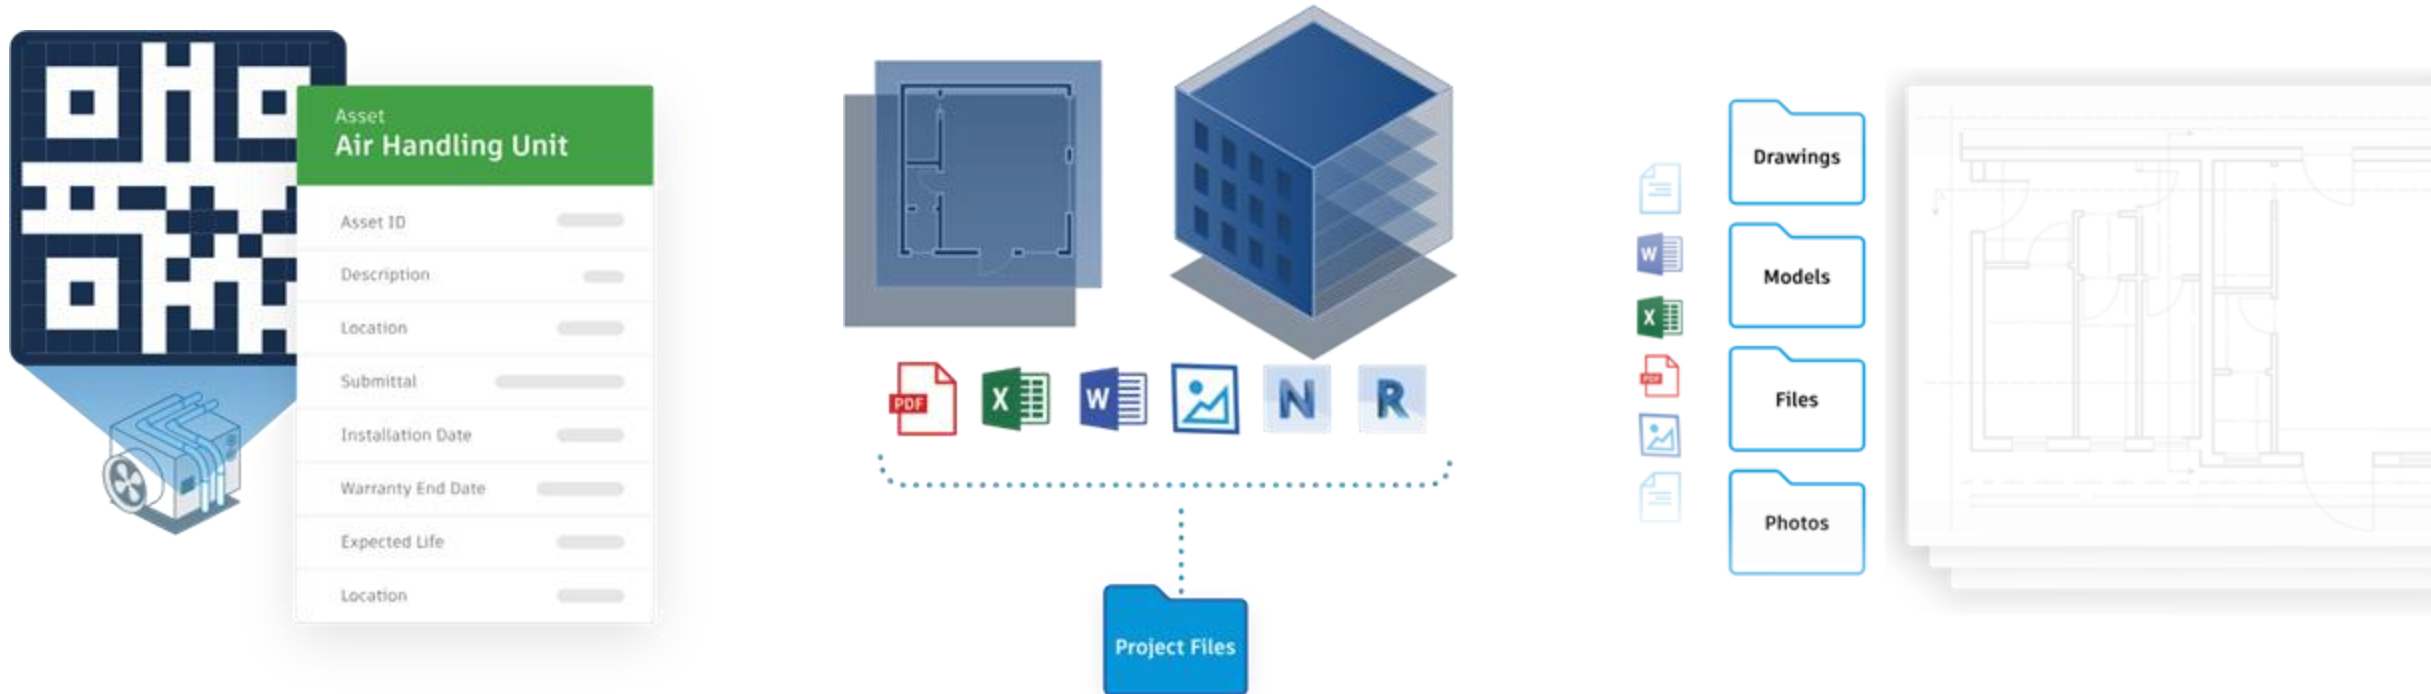 Asset
Air Handling Unit
Asset ID
Description
Location
Submittal
Installation Date
Warranty End Date
Expected Life
Location
PDF
X
W
N
R
Project Files
W
X
PDF
Drawings
Models
Files
Photos